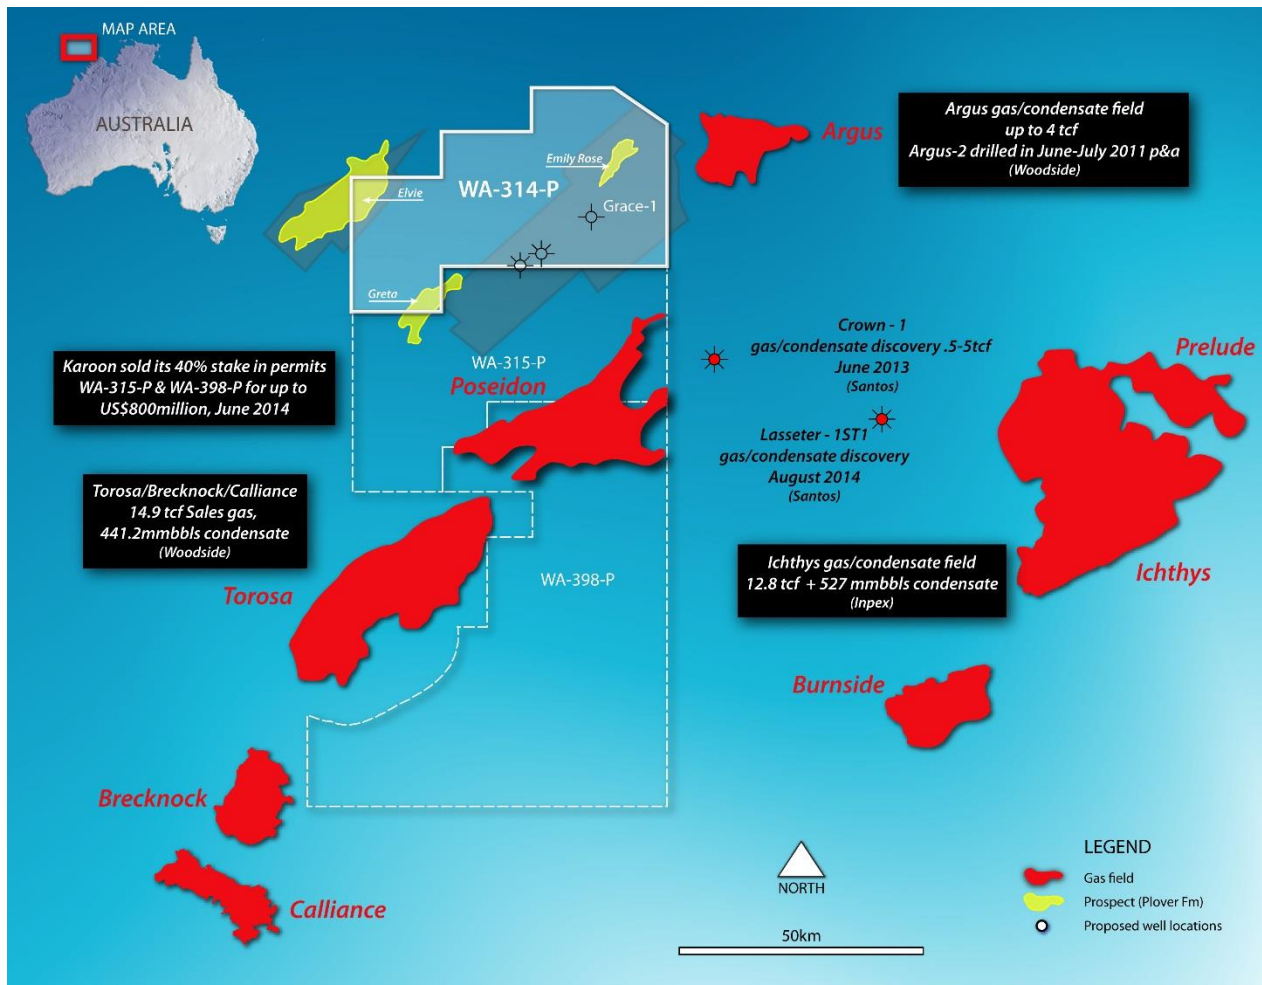 MAP AREA
AUSTRALIA
Argus
Argus gas/condensate field
up to 4 tcf
Argus-2 drilled in June-July 2011 p&a
(Woodside)
Emily Rose
WA-314-P
Elvie
Grace-1
Greta
Crown - 1
gas/condensate discovery .5-5tcf
June 2013
(Santos)
Prelude
Karoon sold its 40% stake in permits
WA-315-P & WA-398-P for up to
US$800million, June 2014
WA-315-P
Poseidon
Lasseter - 1ST1
gas/condensate discovery
August 2014
(Santos)
Torosa/Brecknock/Calliance
14.9 tcf Sales gas,
441.2mmbbls condensate
(Woodside)
Ichthys gas/condensate field
12.8 tcf + 527 mmbbls condensate
(Inpex)
Ichthys
WA-398-P
Torosa
Burnside
Brecknock
Calliance
NORTH
50km
LEGEND
Gas field
Prospect (Plover Fm)
Proposed well locations